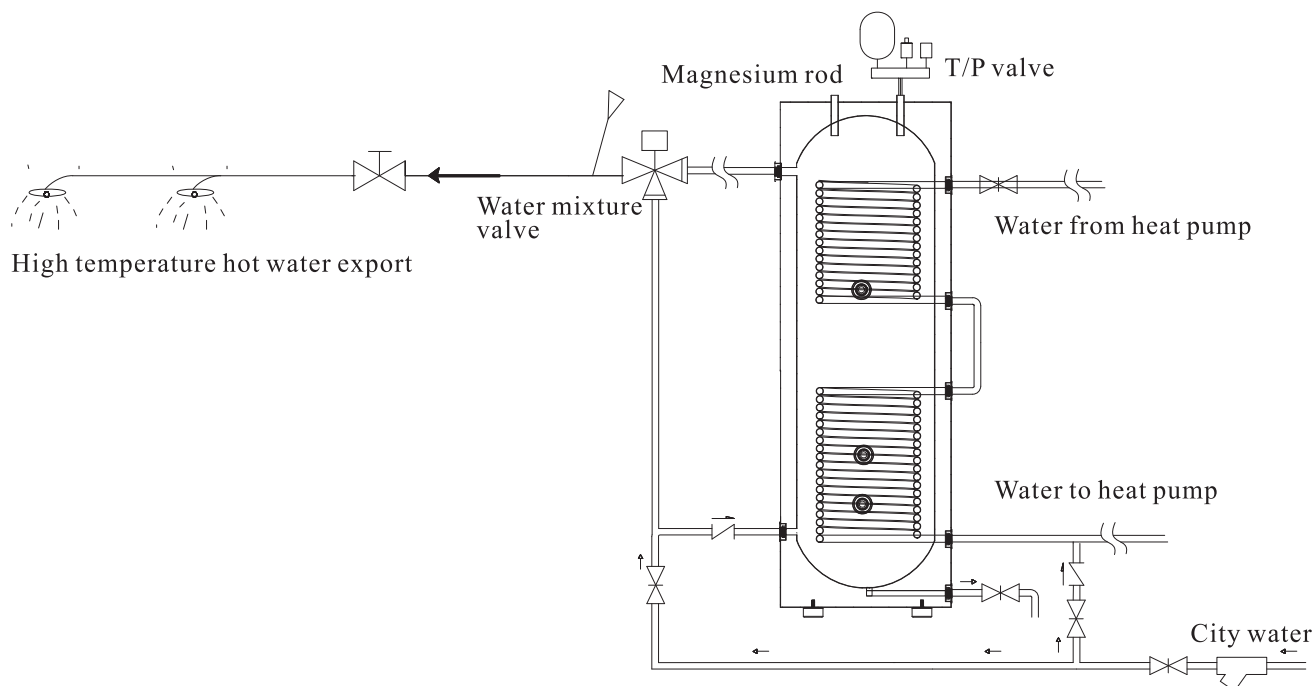 T/P valve
Magnesium rod
Water mixture
valve
Water from heat pump
High temperature hot water export
Water to heat pump
City water